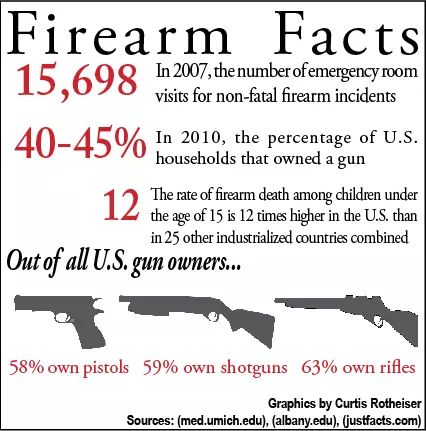 Firearm Facts
15,698
In 2007, the number of emergency room
visits for non-fatal firearm incidents
40-45%
In 2010, the percentage of U.S.
households that owned a gun
12
The rate of firearm death among children under
the age of 15 is 12 times higher in the U.S. than
in 25 other industrialized countries combined
Out of all U.S. gun owners...
58% own pistols 59% own shotguns 63% own rifles
Graphics by Curtis Rotheiser
Sources: (med.umich.edu), (albany.edu), (justfacts.com)